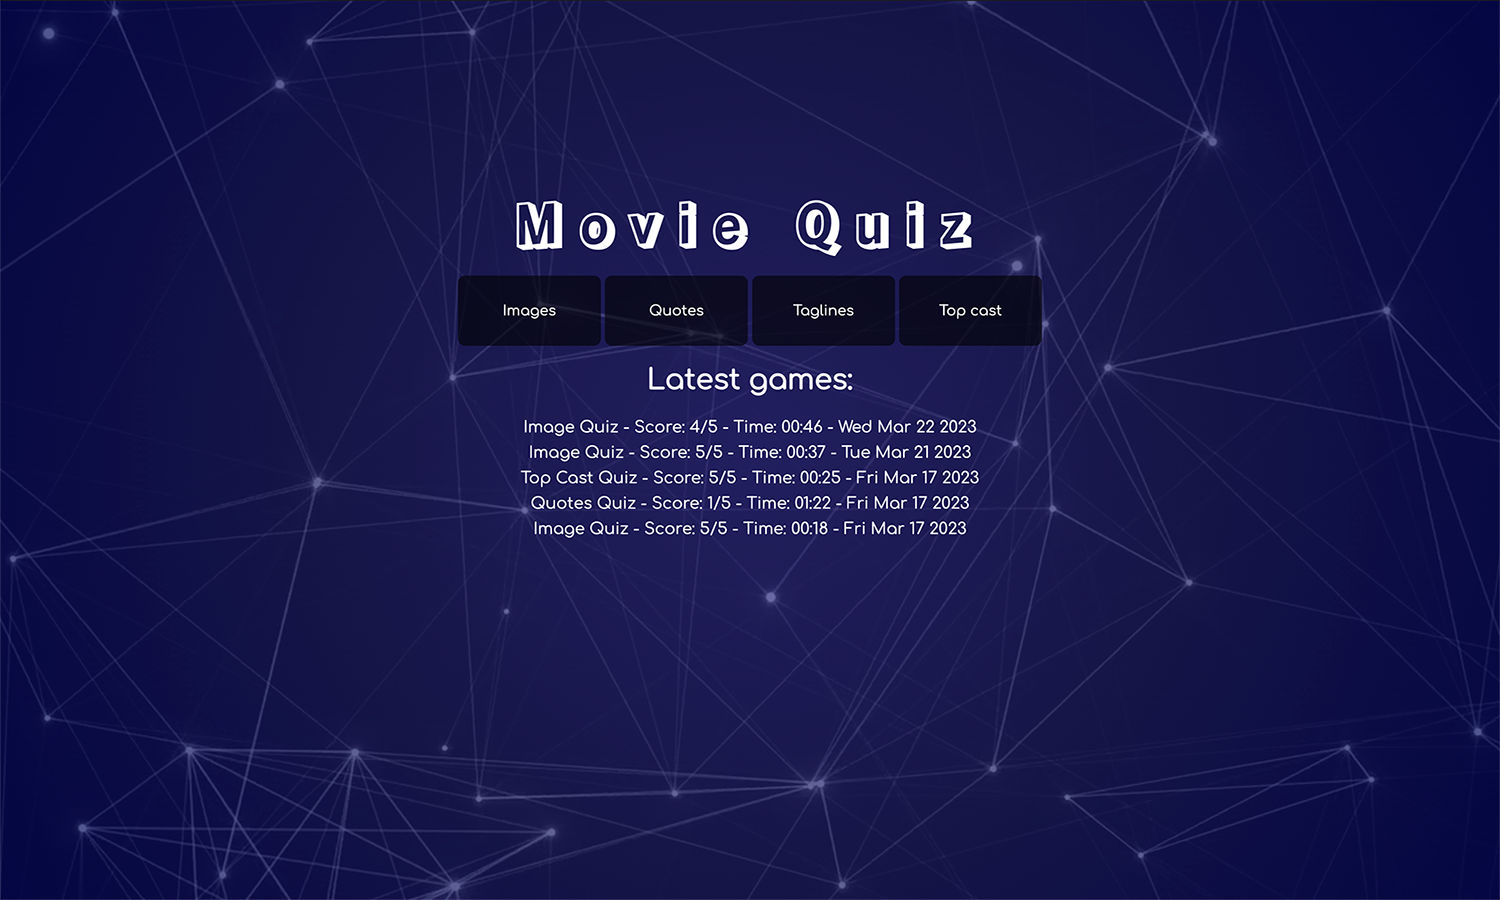 Movie Quiz
Images Quotes Taglines Top cast
Latest games:
Image Quiz - Score: 4/5 - Time: 00:46 - Wed Mar 22 2023
Image Quiz - Score: 5/5 - Time: 00:37 - Tue Mar 21 2023
Top Cast Quiz - Score: 5/5 - Time: 00:25 - Fri Mar 17 2023
Quotes Quiz - Score: 1/5 - Time: 01:22 - Fri Mar 17 2023
Image Quiz - Score: 5/5 - Time: 00:18 - Fri Mar 17 2023